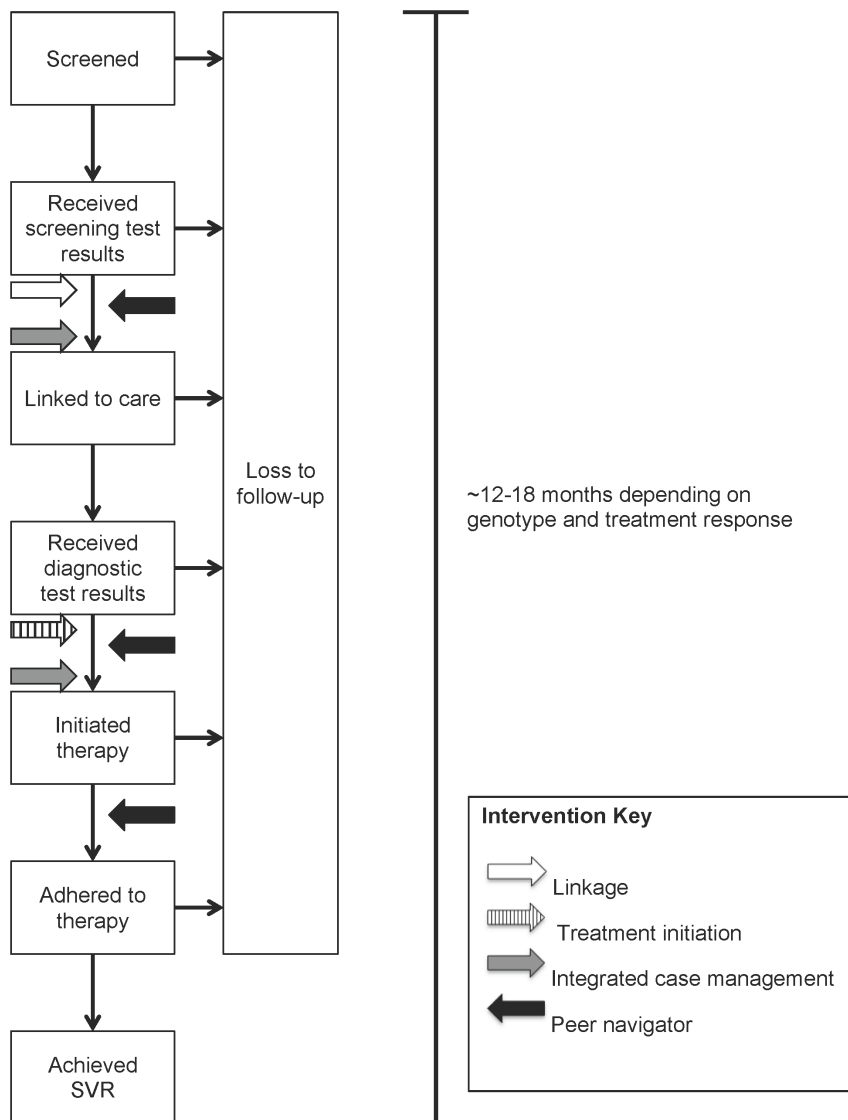 Screened
Received
screening test
results
Linked to care
Received
diagnostic
test results
Initiated
therapy
Adhered to
therapy
Achieved
SVR
Loss to
follow-up
~12-18 months depending on
genotype and treatment response
Intervention Key
Linkage
Treatment initiation
Integrated case management
Peer navigator